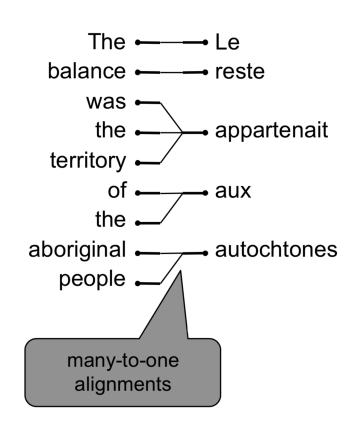 The Le
balance reste
was
the appartenait
territory
of aux
the
aboriginal autochtones
people
many-to-one
alignments